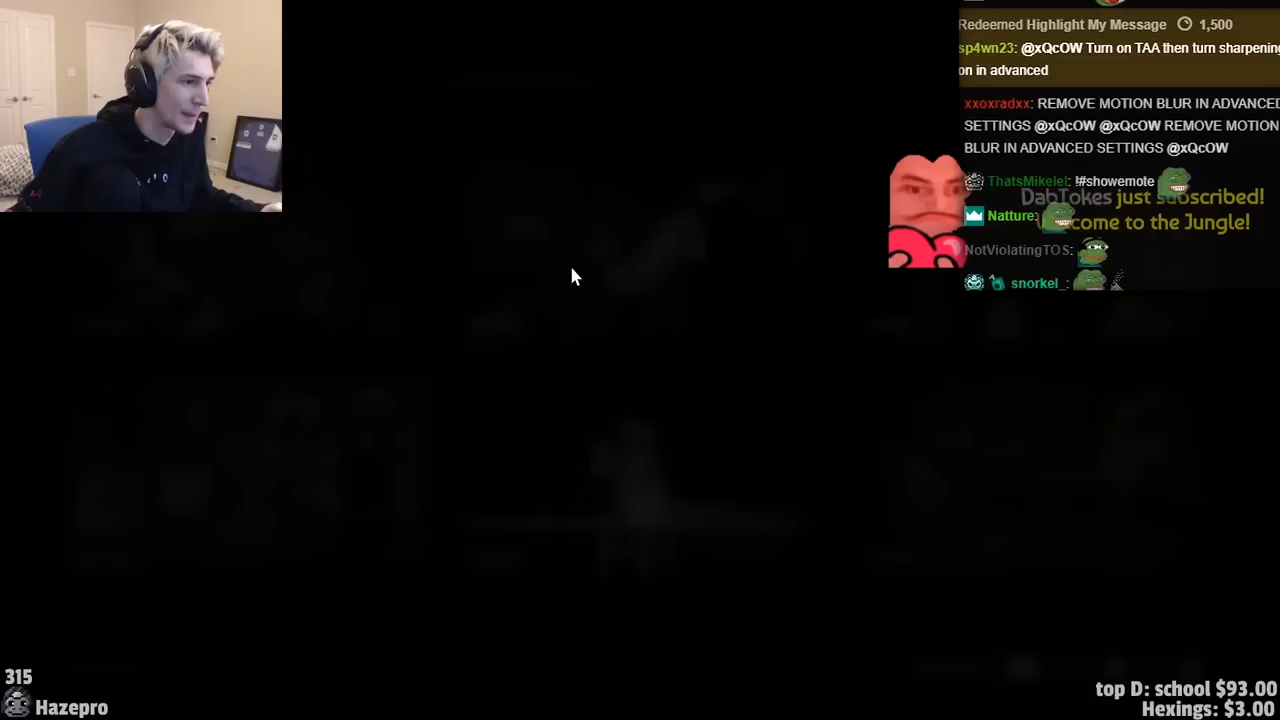 Redeemed Highlight My Message 1,500
sp4wn23: @xQcOW Turn on TAA then turn sharpening
on in advanced
xxoxradxx: REMOVE MOTION BLUR IN ADVANCED
SETTINGS @xQcOW @xQcOW REMOVE MOTION
BLUR IN ADVANCED SETTINGS @xQcOW
ThatsMikelel: !#showemote
DabTokes just subscribed!
Natture:
come to the Jungle!
NotViolatingTOS:
snorkel_:
315
Hazepro
top D: school $93.00
Hexings: $3.00